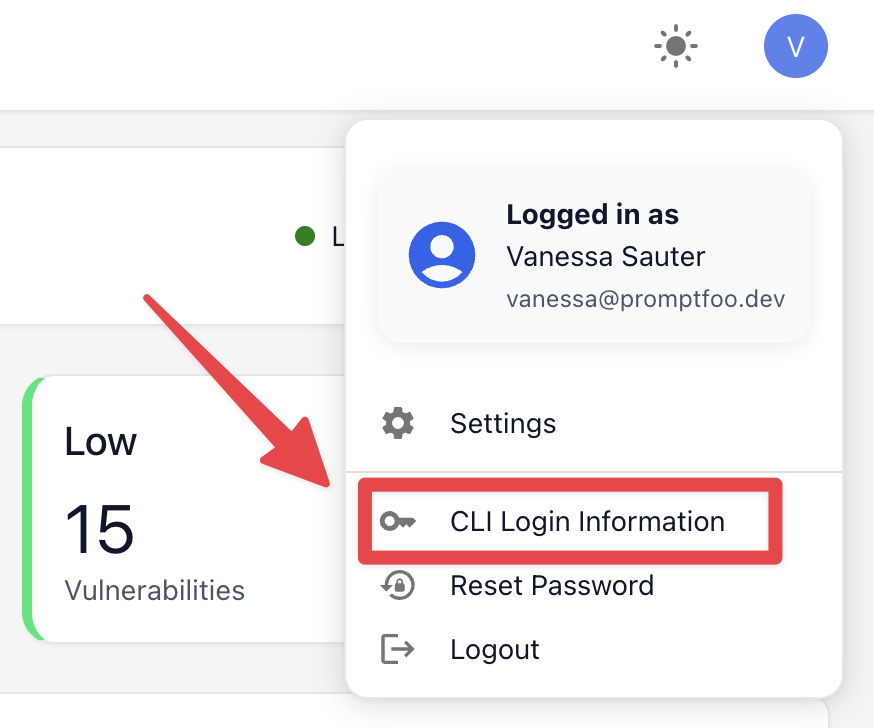 V
Logged in as
Vanessa Sauter
vanessa@promptfoo.dev
L
Settings
Low
CLI Login Information
15
Reset Password
Vulnerabilities
Logout